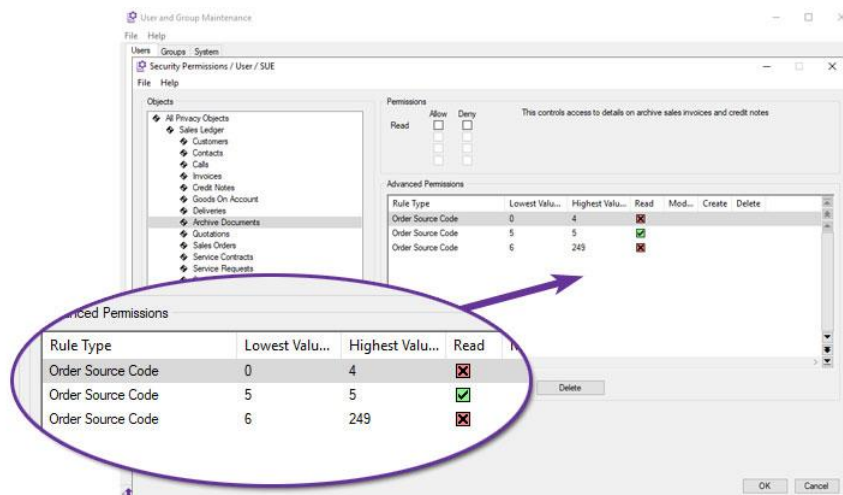 User and Group Maintenance
File Help
Users Groups System
Security Permissions / User / SUE
File Help
Objects
All Privacy Objects
Sales Ledger
Customers
Contacts
Calls
Invoices
Credit Notes
Goods On Account
Deliveries
Archive Documents
Quotations
Sales Orders
Service Contracts
Service Requests
Permissions
Allow Deny
Read
This controls access to details on archive sales invoices and credit notes
Advanced Permissions
Rule Type Lowest Valu... Highest Valu... Read Mod... Create Delete
Order Source Code 0 4
Order Source Code 5 5
Order Source Code 6 249
Delete
OK Cancel
Permissions
Rule Type Lowest Valu... Highest Valu... Read
Order Source Code 0 4
Order Source Code 5 5
Order Source Code 6 249